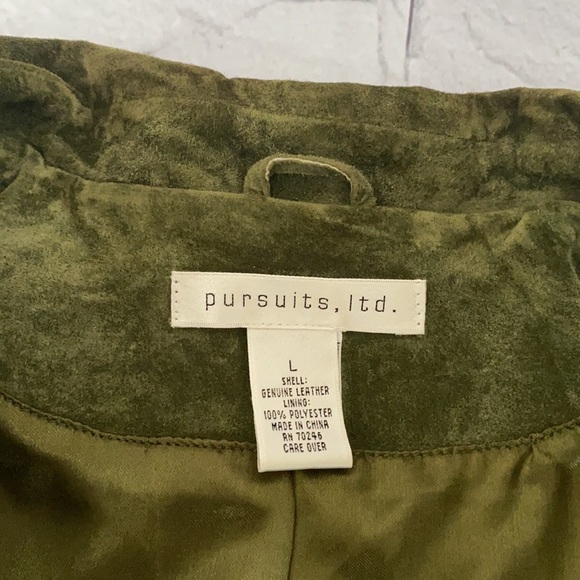 pursuits, ltd.
L
SHELL:
GENUINE LEATHER
LINING:
100% POLYESTER
MADE IN CHINA
RN 70246
CARE OVER